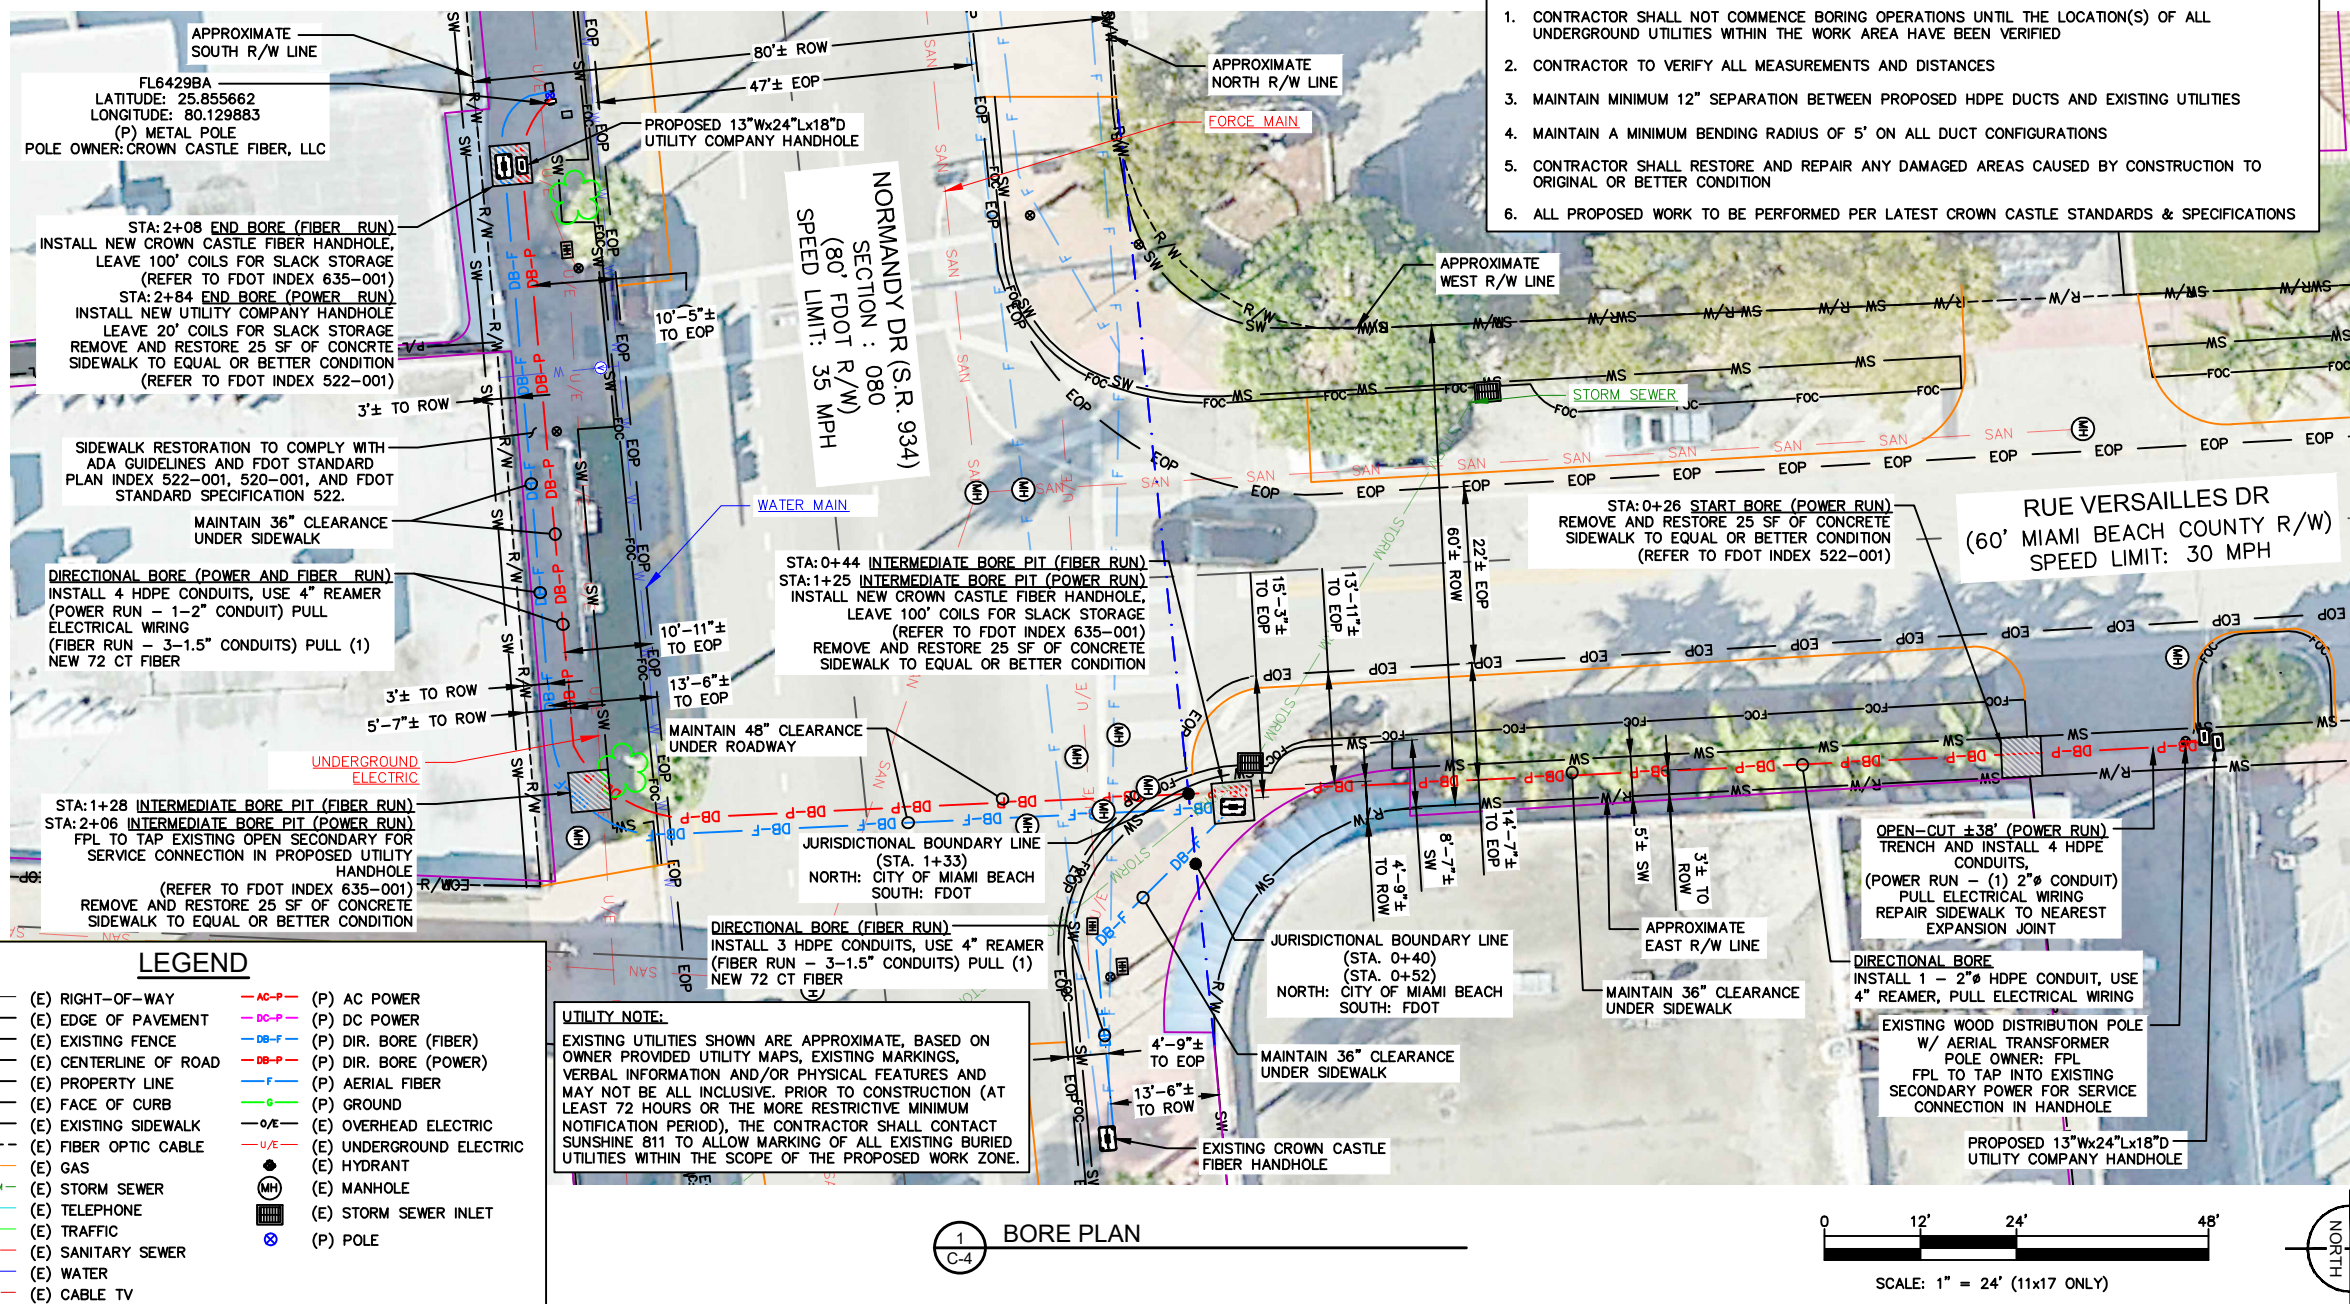 1. CONTRACTOR SHALL NOT COMMENCE BORING OPERATIONS UNTIL THE LOCATION(S) OF ALL
UNDERGROUND UTILITIES WITHIN THE WORK AREA HAVE BEEN VERIFIED
2. CONTRACTOR TO VERIFY ALL MEASUREMENTS AND DISTANCES
3. MAINTAIN MINIMUM 12" SEPARATION BETWEEN PROPOSED HDPE DUCTS AND EXISTING UTILITIES
4. MAINTAIN A MINIMUM BENDING RADIUS OF 5' ON ALL DUCT CONFIGURATIONS
5. CONTRACTOR SHALL RESTORE AND REPAIR ANY DAMAGED AREAS CAUSED BY CONSTRUCTION TO
ORIGINAL OR BETTER CONDITION
6. ALL PROPOSED WORK TO BE PERFORMED PER LATEST CROWN CASTLE STANDARDS & SPECIFICATIONS
APPROXIMATE
SOUTH R/W LINE
FL6429BA
LATITUDE: 25.855662
LONGITUDE: 80.129883
(P) METAL POLE
POLE OWNER: CROWN CASTLE FIBER, LLC
80'± ROW
47'± EOP
APPROXIMATE
NORTH R/W LINE
FORCE MAIN
PROPOSED 13"Wx24"Lx18"D
UTILITY COMPANY HANDHOLE
STA: 2+08 END BORE (FIBER RUN)
INSTALL NEW CROWN CASTLE FIBER HANDHOLE,
LEAVE 100' COILS FOR SLACK STORAGE
(REFER TO FDOT INDEX 635-001)
STA: 2+84 END BORE (POWER RUN)
INSTALL NEW UTILITY COMPANY HANDHOLE
LEAVE 20' COILS FOR SLACK STORAGE
REMOVE AND RESTORE 25 SF OF CONCRTE
SIDEWALK TO EQUAL OR BETTER CONDITION
(REFER TO FDOT INDEX 522-001)
NORMANDY DR (S.R. 934)
SECTION : 080
(80' FDOT R/W)
SPEED LIMIT: 35 MPH
10'-5"±
TO EOP
APPROXIMATE
WEST R/W LINE
STORM SEWER
3'± TO ROW
SIDEWALK RESTORATION TO COMPLY WITH
ADA GUIDELINES AND FDOT STANDARD
PLAN INDEX 522-001, 520-001, AND FDOT
STANDARD SPECIFICATION 522.
MAINTAIN 36" CLEARANCE
UNDER SIDEWALK
WATER MAIN
DIRECTIONAL BORE (POWER AND FIBER RUN)
INSTALL 4 HDPE CONDUITS, USE 4" REAMER
(POWER RUN - 1-2" CONDUIT) PULL
ELECTRICAL WIRING
(FIBER RUN - 3-1.5" CONDUITS) PULL (1)
NEW 72 CT FIBER
STA: 0+44 INTERMEDIATE BORE PIT (FIBER RUN)
STA: 1+25 INTERMEDIATE BORE PIT (POWER RUN)
INSTALL NEW CROWN CASTLE FIBER HANDHOLE,
LEAVE 100' COILS FOR SLACK STORAGE
(REFER TO FDOT INDEX 635-001)
REMOVE AND RESTORE 25 SF OF CONCRETE
SIDEWALK TO EQUAL OR BETTER CONDITION
STA: 0+26 START BORE (POWER RUN)
REMOVE AND RESTORE 25 SF OF CONCRETE
SIDEWALK TO EQUAL OR BETTER CONDITION
(REFER TO FDOT INDEX 522-001)
RUE VERSAILLES DR
(60' MIAMI BEACH COUNTY R/W)
SPEED LIMIT: 30 MPH
15'-3"±
TO EOP
13'-11"±
TO EOP
60'± ROW
22'± EOP
10'-11"±
TO EOP
13'-6"±
TO EOP
3'± TO ROW
5'-7"± TO ROW
MAINTAIN 48" CLEARANCE
UNDER ROADWAY
UNDERGROUND
ELECTRIC
STA: 1+28 INTERMEDIATE BORE PIT (FIBER RUN)
STA: 2+06 INTERMEDIATE BORE PIT (POWER RUN)
FPL TO TAP EXISTING OPEN SECONDARY FOR
SERVICE CONNECTION IN PROPOSED UTILITY
HANDHOLE
(REFER TO FDOT INDEX 635-001)
REMOVE AND RESTORE 25 SF OF CONCRETE
SIDEWALK TO EQUAL OR BETTER CONDITION
JURISDICTIONAL BOUNDARY LINE
(STA. 1+33)
NORTH: CITY OF MIAMI BEACH
SOUTH: FDOT
DIRECTIONAL BORE (FIBER RUN)
INSTALL 3 HDPE CONDUITS, USE 4" REAMER
(FIBER RUN - 3-1.5" CONDUITS) PULL (1)
NEW 72 CT FIBER
4'-9"±
TO ROW
8'-7"±
SW
14'-7"±
TO EOP
5'± SW
3'± TO
ROW
JURISDICTIONAL BOUNDARY LINE
(STA. 0+40)
(STA. 0+52)
NORTH: CITY OF MIAMI BEACH
SOUTH: FDOT
APPROXIMATE
EAST R/W LINE
MAINTAIN 36" CLEARANCE
UNDER SIDEWALK
OPEN-CUT ±38' (POWER RUN)
TRENCH AND INSTALL 4 HDPE
CONDUITS,
(POWER RUN - (1) 2"ø CONDUIT)
PULL ELECTRICAL WIRING
REPAIR SIDEWALK TO NEAREST
EXPANSION JOINT
DIRECTIONAL BORE
INSTALL 1 - 2"ø HDPE CONDUIT, USE
4" REAMER, PULL ELECTRICAL WIRING
EXISTING WOOD DISTRIBUTION POLE
W/ AERIAL TRANSFORMER
POLE OWNER: FPL
FPL TO TAP INTO EXISTING
SECONDARY POWER FOR SERVICE
CONNECTION IN HANDHOLE
PROPOSED 13"Wx24"Lx18"D
UTILITY COMPANY HANDHOLE
4'-9"±
TO EOP
13'-6"±
TO ROW
MAINTAIN 36" CLEARANCE
UNDER SIDEWALK
EXISTING CROWN CASTLE
FIBER HANDHOLE
LEGEND
(E) RIGHT-OF-WAY
(E) EDGE OF PAVEMENT
(E) EXISTING FENCE
(E) CENTERLINE OF ROAD
(E) PROPERTY LINE
(E) FACE OF CURB
(E) EXISTING SIDEWALK
(E) FIBER OPTIC CABLE
(E) GAS
(E) STORM SEWER
(E) TELEPHONE
(E) TRAFFIC
(E) SANITARY SEWER
(E) WATER
(E) CABLE TV
AC-P (P) AC POWER
DC-P (P) DC POWER
DB-F (P) DIR. BORE (FIBER)
DB-P (P) DIR. BORE (POWER)
F (P) AERIAL FIBER
G (P) GROUND
O/E (E) OVERHEAD ELECTRIC
U/E (E) UNDERGROUND ELECTRIC
(E) HYDRANT
MH (E) MANHOLE
(E) STORM SEWER INLET
(P) POLE
UTILITY NOTE:
EXISTING UTILITIES SHOWN ARE APPROXIMATE, BASED ON
OWNER PROVIDED UTILITY MAPS, EXISTING MARKINGS,
VERBAL INFORMATION AND/OR PHYSICAL FEATURES AND
MAY NOT BE ALL INCLUSIVE. PRIOR TO CONSTRUCTION (AT
LEAST 72 HOURS OR THE MORE RESTRICTIVE MINIMUM
NOTIFICATION PERIOD), THE CONTRACTOR SHALL CONTACT
SUNSHINE 811 TO ALLOW MARKING OF ALL EXISTING BURIED
UTILITIES WITHIN THE SCOPE OF THE PROPOSED WORK ZONE.
1
C-4
BORE PLAN
0 12' 24' 48'
SCALE: 1" = 24' (11x17 ONLY)
NORTH